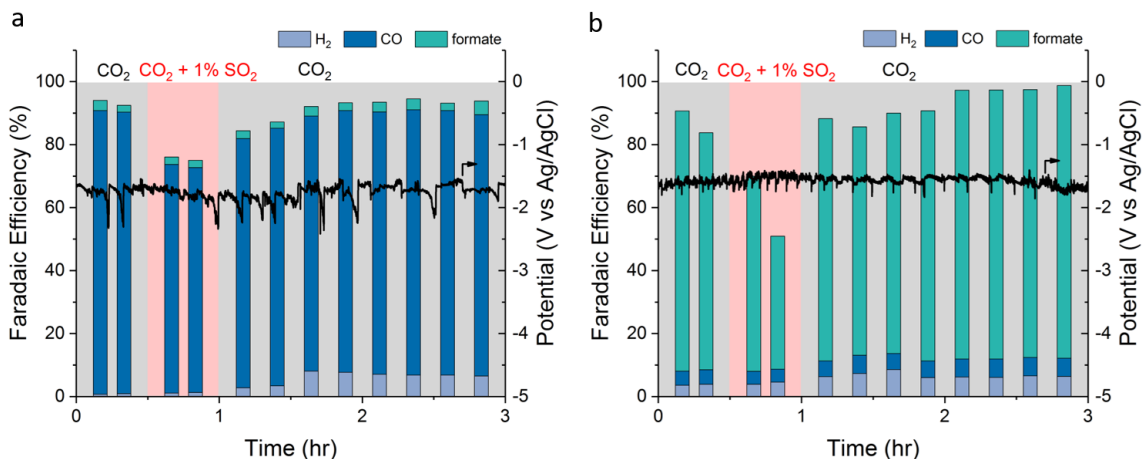 a
H2 CO formate
CO2 CO2 + 1% SO2 CO2
100
80
60
40
20
0
Faradaic Efficiency (%)
0
-1
-2
-3
-4
-5
Potential (V vs Ag/AgCl)
0 1 2 3
Time (hr)
b
H2 CO formate
CO2 CO2 + 1% SO2 CO2
100
80
60
40
20
0
Faradaic Efficiency (%)
0
-1
-2
-3
-4
-5
Potential (V vs Ag/AgCl)
0 1 2 3
Time (hr)